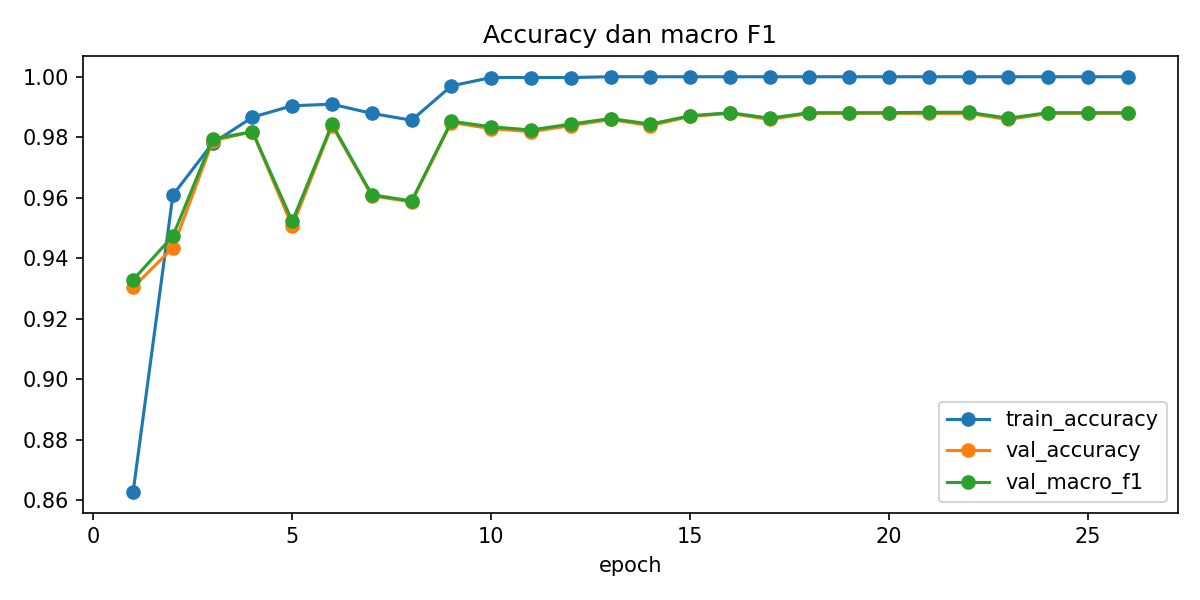 Accuracy dan macro F1
1.00
0.98
0.96
0.94
0.92
0.90
0.88
0.86
train_accuracy
val_accuracy
val_macro_f1
0 5 10 15 20 25
epoch